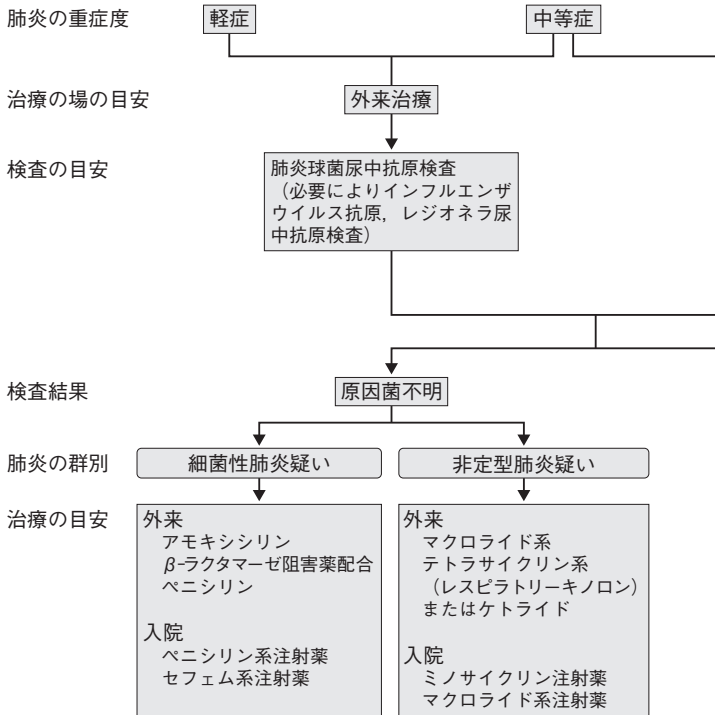 肺炎の重症度
軽症
中等症
治療の場の目安
外来治療
検査の目安
肺炎球菌尿中抗原検査
（必要によりインフルエンザ
ウイルス抗原，レジオネラ尿
中抗原検査）
検査結果
原因菌不明
肺炎の群別
細菌性肺炎疑い
非定型肺炎疑い
治療の目安
外来
アモキシシリン
β-ラクタマーゼ阻害薬配合
ペニシリン
入院
ペニシリン系注射薬
セフェム系注射薬
外来
マクロライド系
テトラサイクリン系
（レスピラトリーキノロン）
またはケトライド
入院
ミノサイクリン注射薬
マクロライド系注射薬